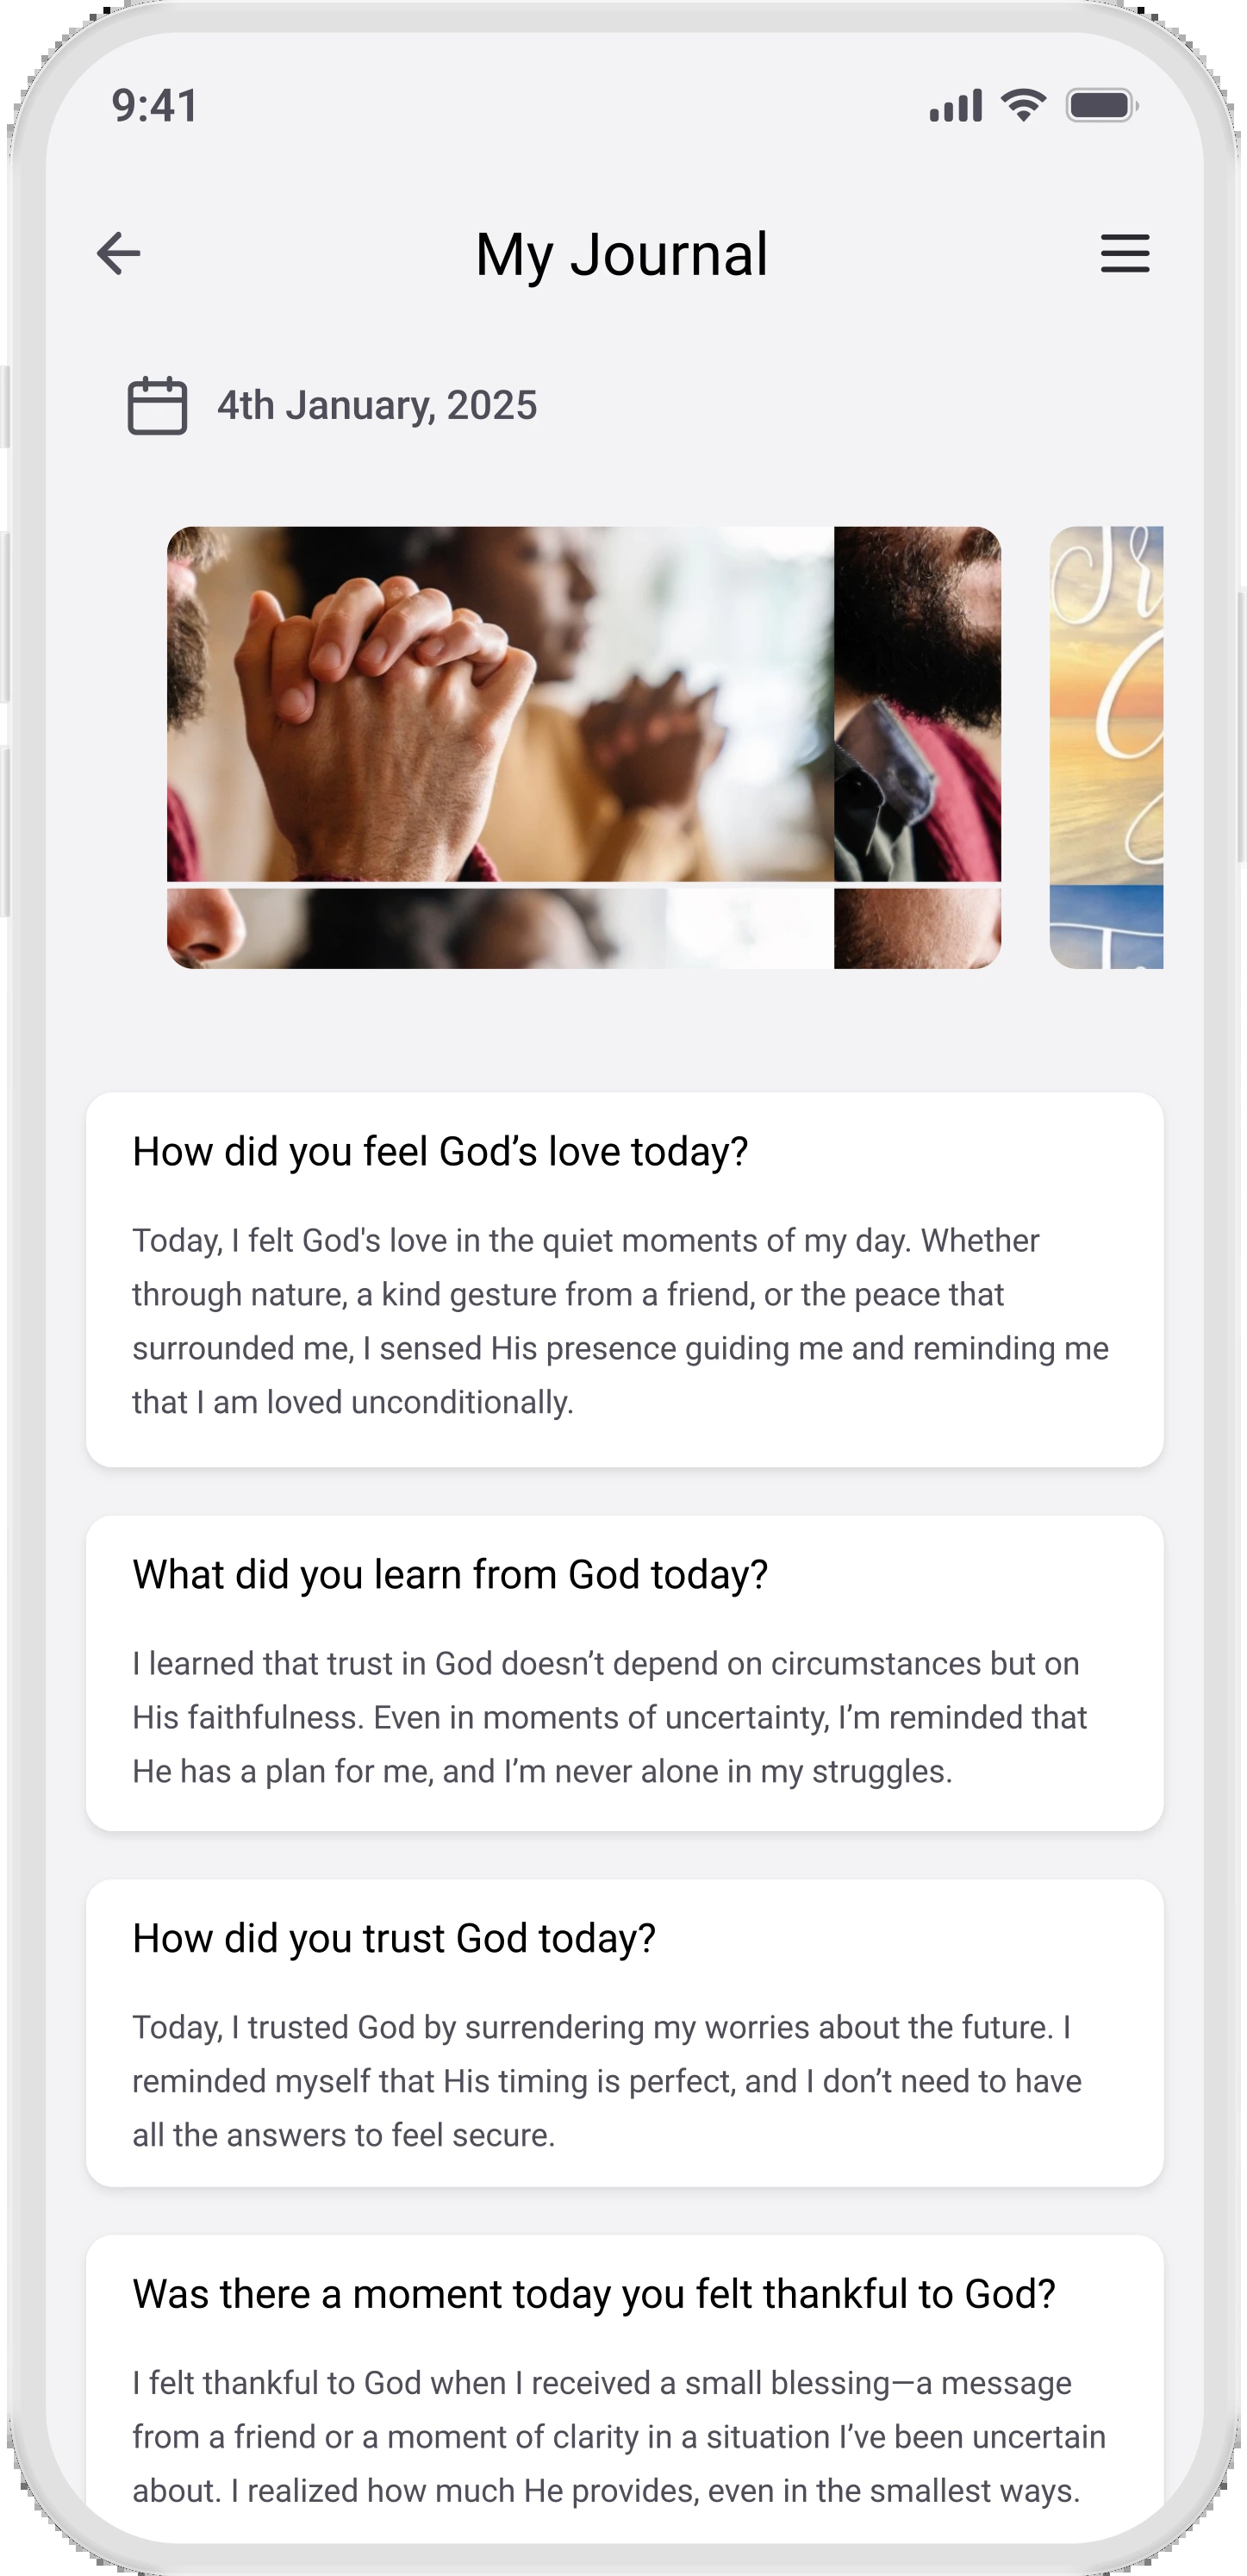 9:41
My Journal
4th January, 2025
How did you feel God’s love today?
Today, I felt God's love in the quiet moments of my day. Whether
through nature, a kind gesture from a friend, or the peace that
surrounded me, I sensed His presence guiding me and reminding me
that I am loved unconditionally.
What did you learn from God today?
I learned that trust in God doesn’t depend on circumstances but on
His faithfulness. Even in moments of uncertainty, I’m reminded that
He has a plan for me, and I’m never alone in my struggles.
How did you trust God today?
Today, I trusted God by surrendering my worries about the future. I
reminded myself that His timing is perfect, and I don’t need to have
all the answers to feel secure.
Was there a moment today you felt thankful to God?
I felt thankful to God when I received a small blessing—a message
from a friend or a moment of clarity in a situation I’ve been uncertain
about. I realized how much He provides, even in the smallest ways.